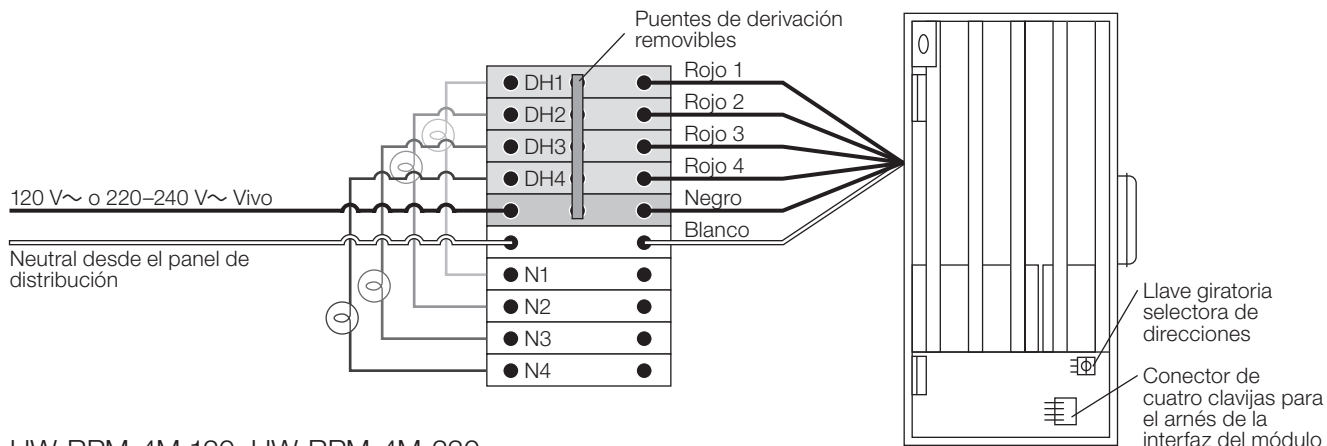 Puentes de derivación
removibles
DH1
Rojo 1
DH2
Rojo 2
DH3
Rojo 3
DH4
Rojo 4
120 V~ o 220–240 V~ Vivo
Negro
Blanco
Neutral desde el panel de
distribución
N1
N2
N3
N4
Llave giratoria
selectora de
direcciones
Conector de
cuatro clavijas para
el arnés de la
interfaz del módulo